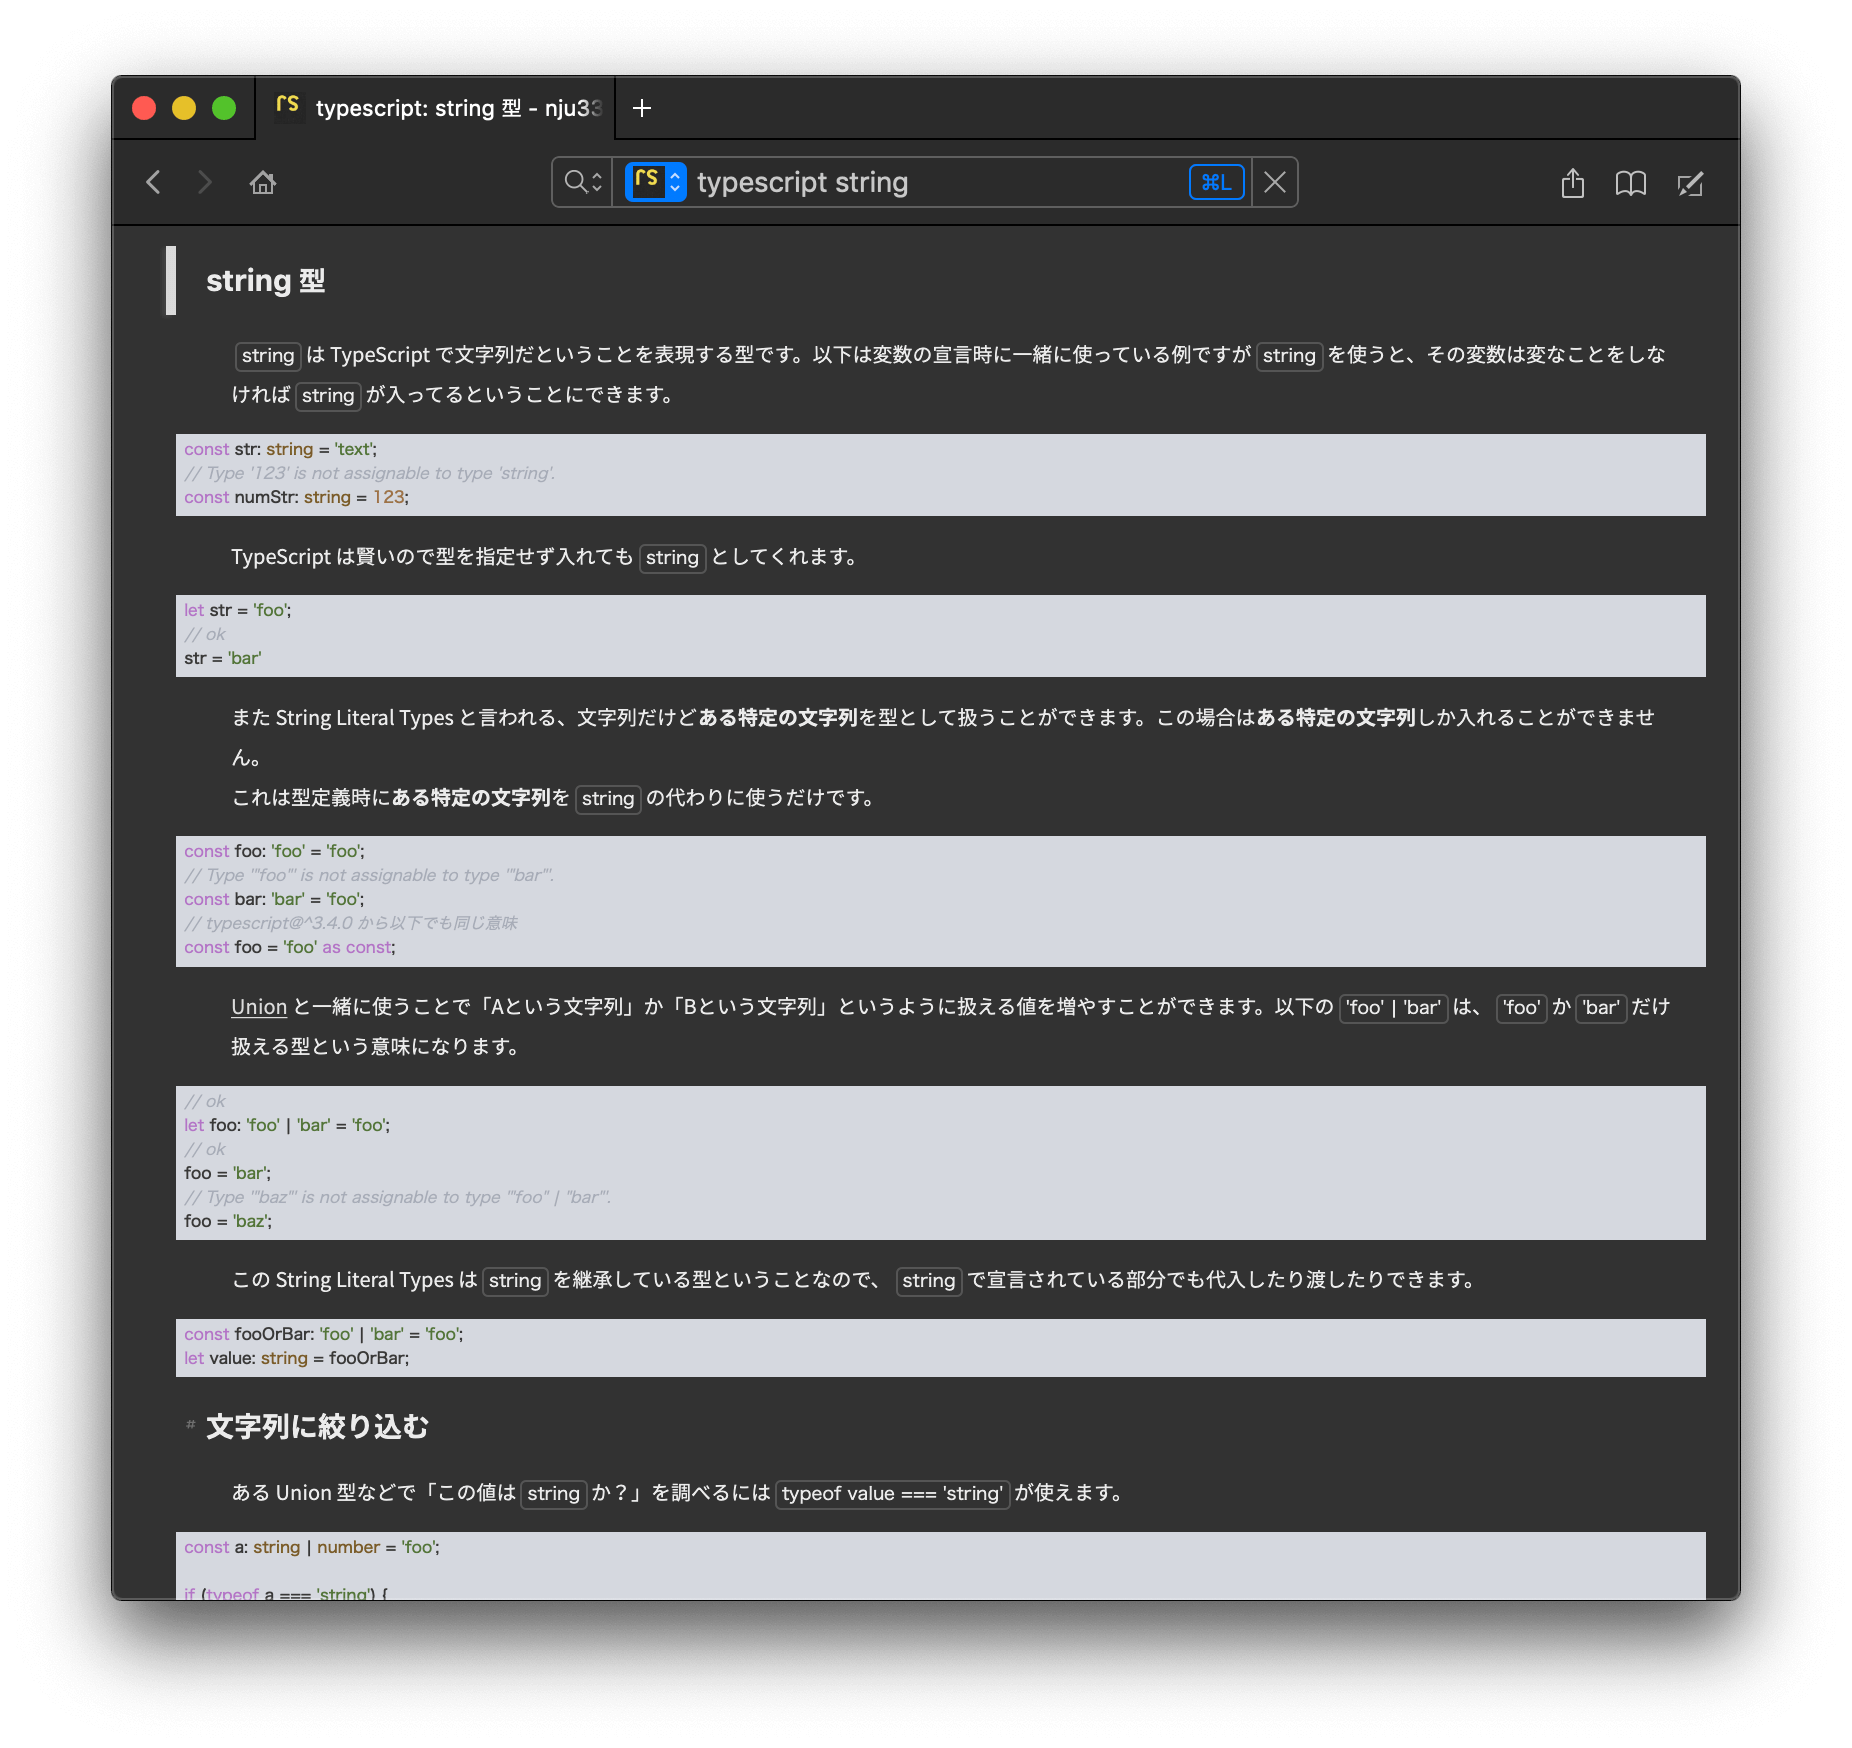 typescript: string 型 - nju33
typescript string
⌘L
string 型
string は TypeScript で文字列だということを表現する型です。以下は変数の宣言時に一緒に使っている例ですが string を使うと、その変数は変なことをしな
ければ string が入ってるということにできます。
const str: string = 'text';
// Type '123' is not assignable to type 'string'.
const numStr: string = 123;
TypeScript は賢いので型を指定せず入れても string としてくれます。
let str = 'foo';
// ok
str = 'bar'
また String Literal Types と言われる、文字列だけどある特定の文字列を型として扱うことができます。この場合はある特定の文字列しか入れることができませ
ん。
これは型定義時にある特定の文字列を string の代わりに使うだけです。
const foo: 'foo' = 'foo';
// Type '"foo"' is not assignable to type '"bar"'.
const bar: 'bar' = 'foo';
// typescript@^3.4.0 から以下でも同じ意味
const foo = 'foo' as const;
Union と一緒に使うことで「Aという文字列」か「Bという文字列」というように扱える値を増やすことができます。以下の 'foo' | 'bar' は、 'foo' か 'bar' だけ
扱える型という意味になります。
// ok
let foo: 'foo' | 'bar' = 'foo';
// ok
foo = 'bar';
// Type '"baz"' is not assignable to type '"foo" | "bar"'.
foo = 'baz';
この String Literal Types は string を継承している型ということなので、 string で宣言されている部分でも代入したり渡したりできます。
const fooOrBar: 'foo' | 'bar' = 'foo';
let value: string = fooOrBar;
# 文字列に絞り込む
ある Union 型などで「この値は string か？」を調べるには typeof value === 'string' が使えます。
const a: string | number = 'foo';
if (typeof a === 'string') {